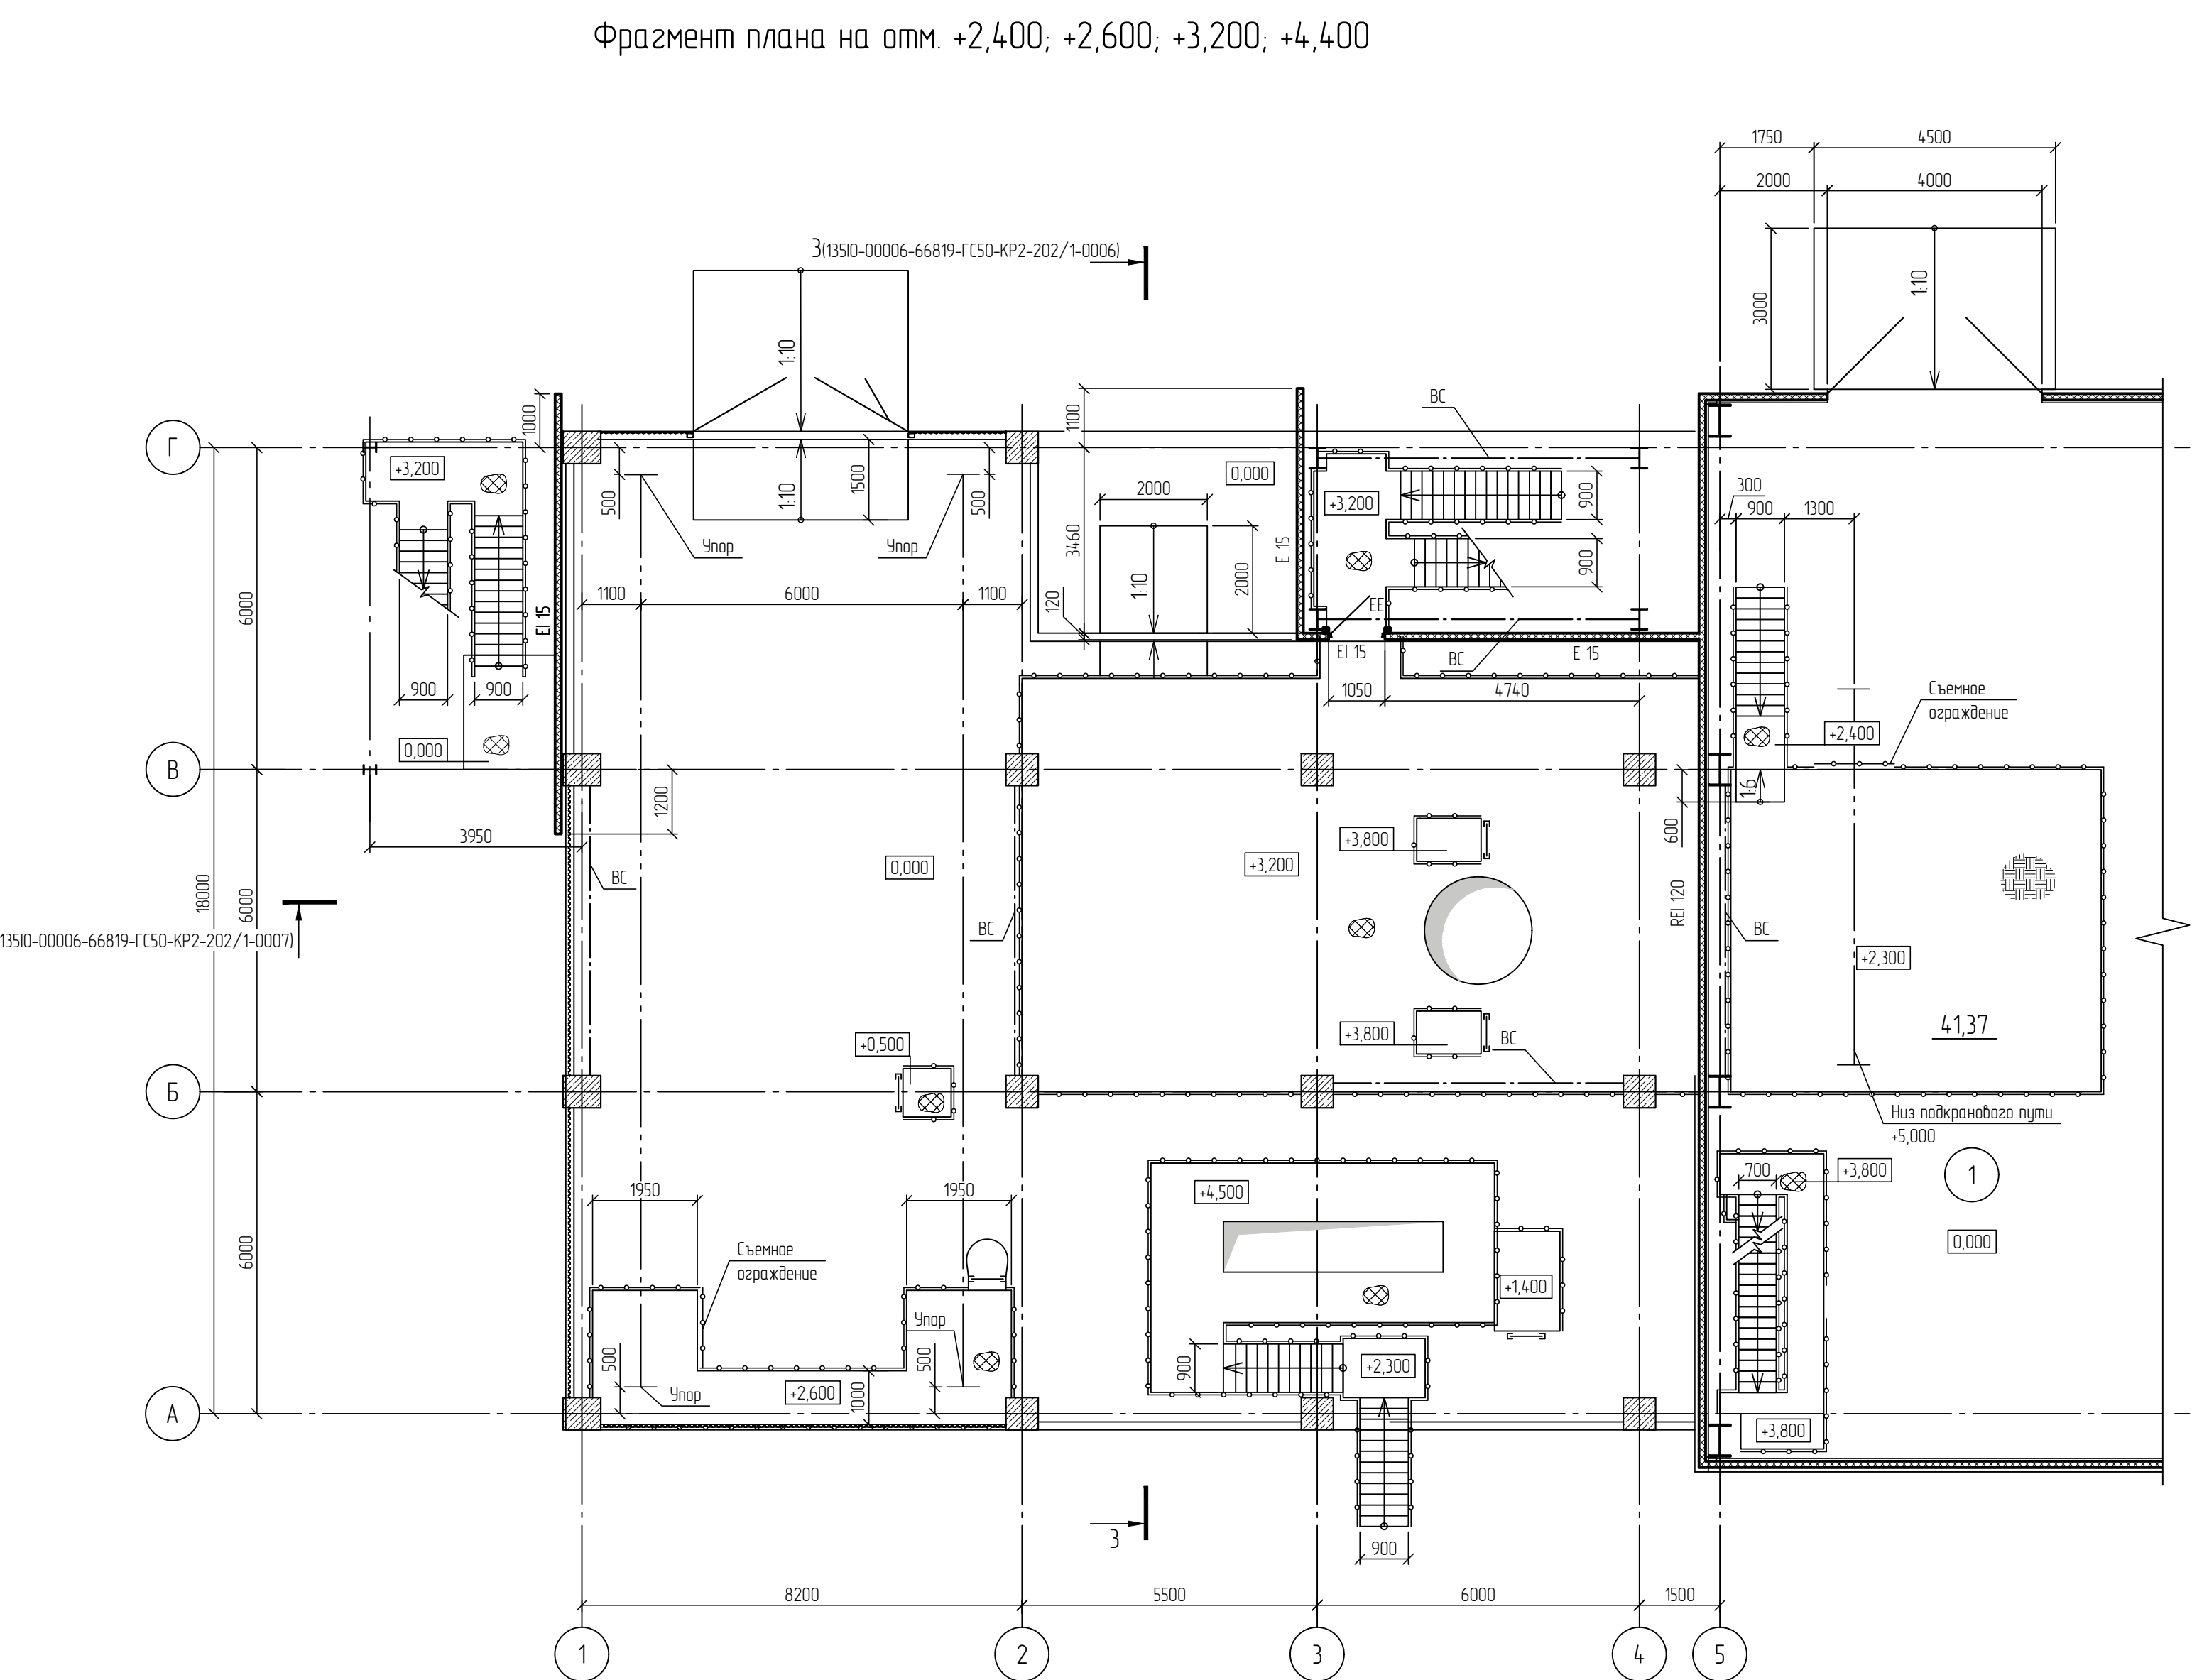 Фрагмент плана на отм. +2,400; +2,600; +3,200; +4,400
1750
4500
2000
4000
3(135I0-00006-66819-ГС50-КР2-202/1-0006)
1:10
3000
1:10
ВС
1000
1100
Г
+3,200
0,000
+3,200
500
1:10
1500
500
2000
900
300
900
1300
Упор
Упор
3460
1:10
2000
E 15
900
6000
1100
6000
1100
120
EE
EI 15
EI 15
ВС
E 15
900
900
1050
4740
Съемное
ограждение
+2,400
0,000
В
1:6
1200
600
3950
+3,800
ВС
0,000
+3,200
18000
6000
REI 120
ВС
ВС
135I0-00006-66819-ГС50-КР2-202/1-0007)
+2,300
41,37
+0,500
+3,800
ВС
Б
Низ подкранового пути
+5,000
1950
1950
+4,500
700
+3,800
1
6000
Съемное
ограждение
0,000
+1,400
Упор
500
500
900
+2,300
Упор
+2,600
1000
А
+3,800
3
900
8200
5500
6000
1500
1
2
3
4
5